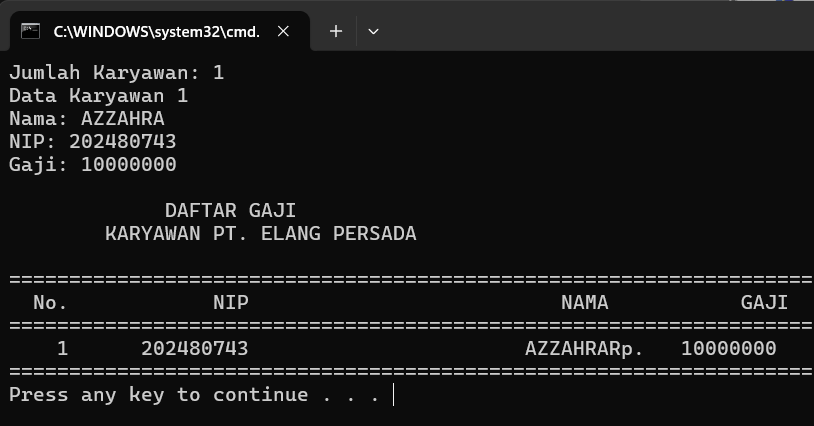 C:\WINDOWS\system32\cmd.
Jumlah Karyawan: 1
Data Karyawan 1
Nama: AZZAHRA
NIP: 202480743
Gaji: 10000000
DAFTAR GAJI
KARYAWAN PT. ELANG PERSADA
===================================================================
No. NIP NAMA GAJI
===================================================================
1 202480743 AZZAHRARp. 10000000
===================================================================
Press any key to continue . . .